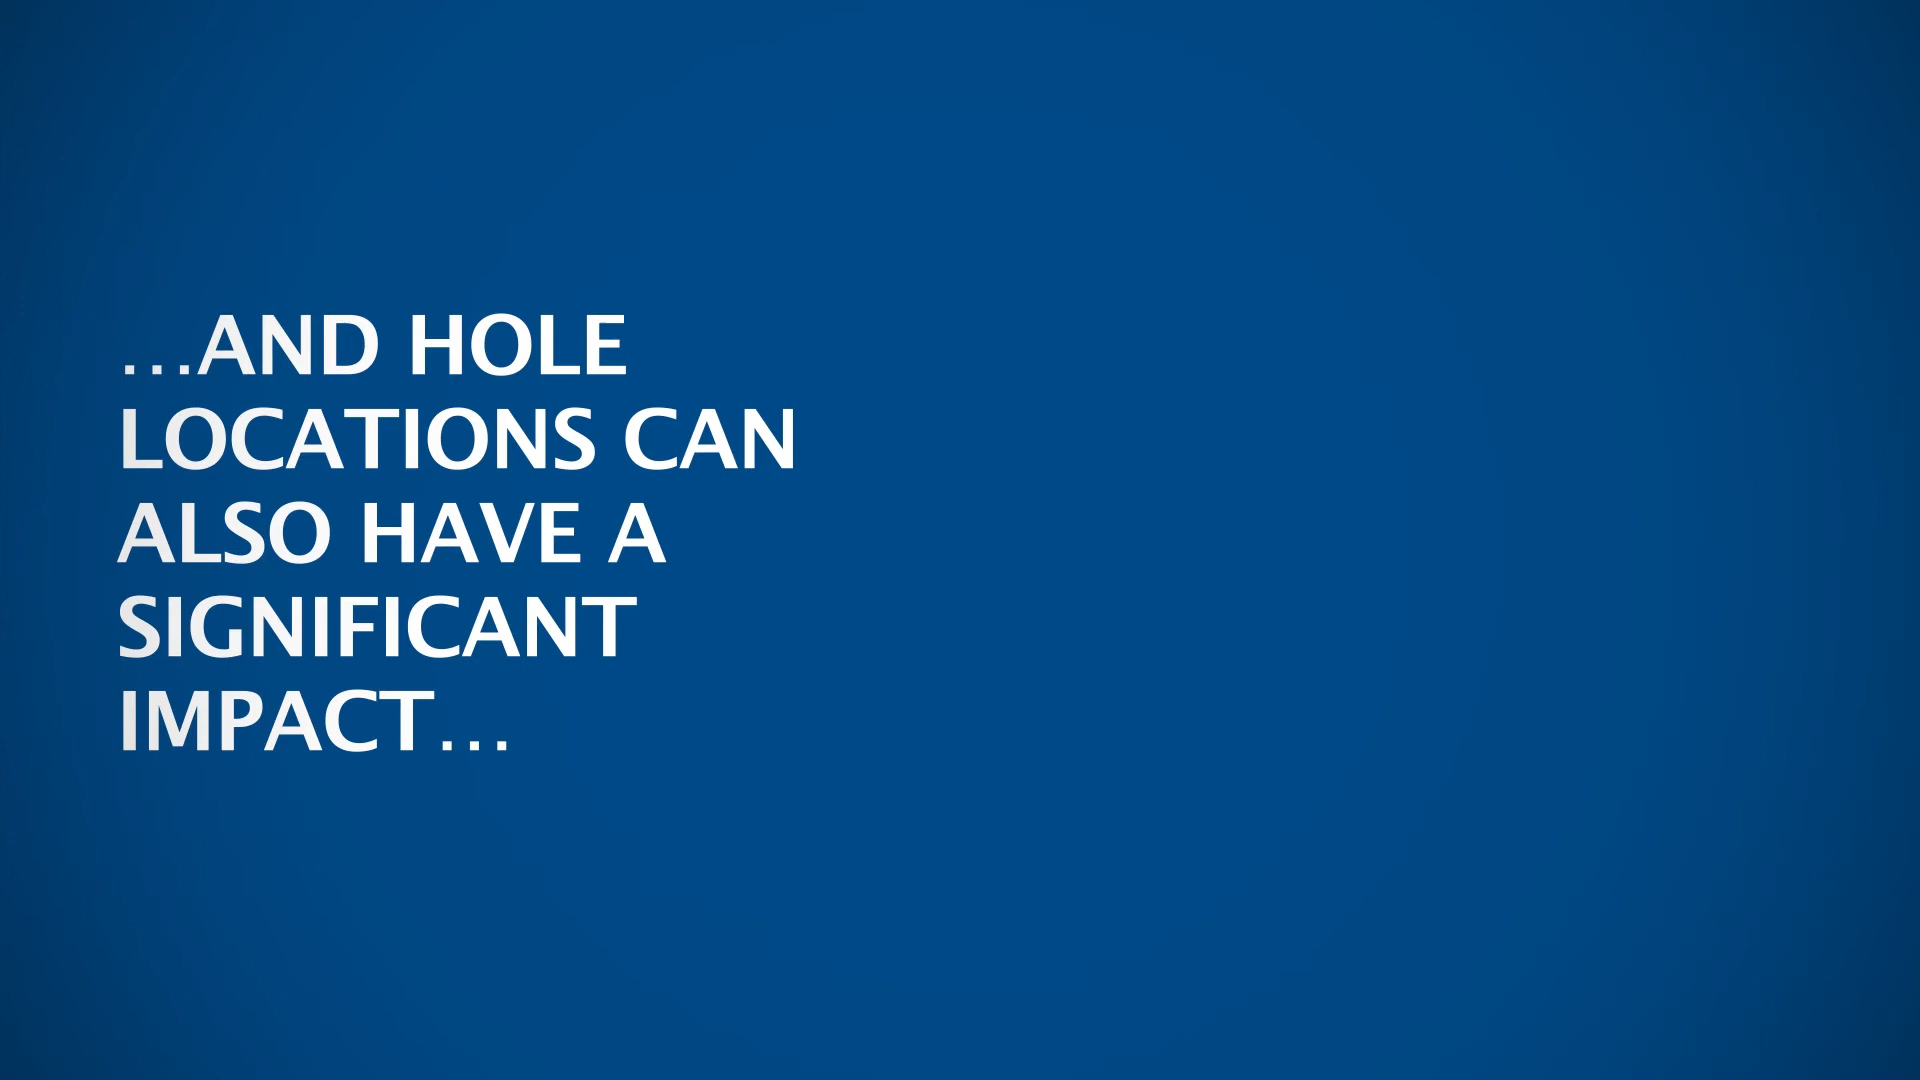 …AND HOLE
LOCATIONS CAN
ALSO HAVE A
SIGNIFICANT
IMPACT…